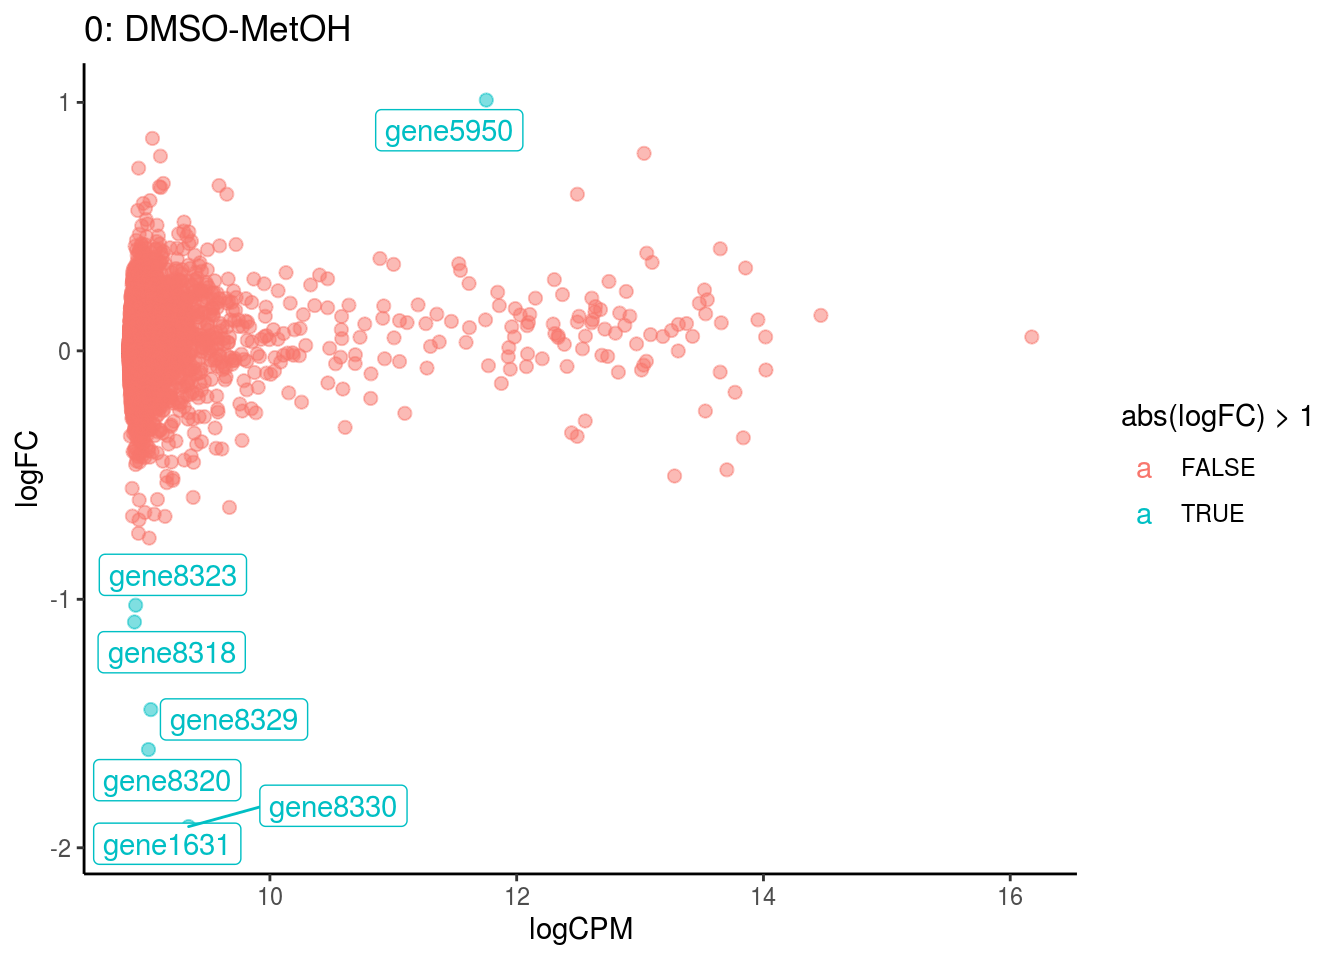 0: DMSO-MetOH
1
gene5950
0
logFC
abs(logFC) > 1
a FALSE
a TRUE
gene8323
-1
gene8318
gene8329
gene8320
gene8330
gene1631
-2
10 12 14 16
logCPM